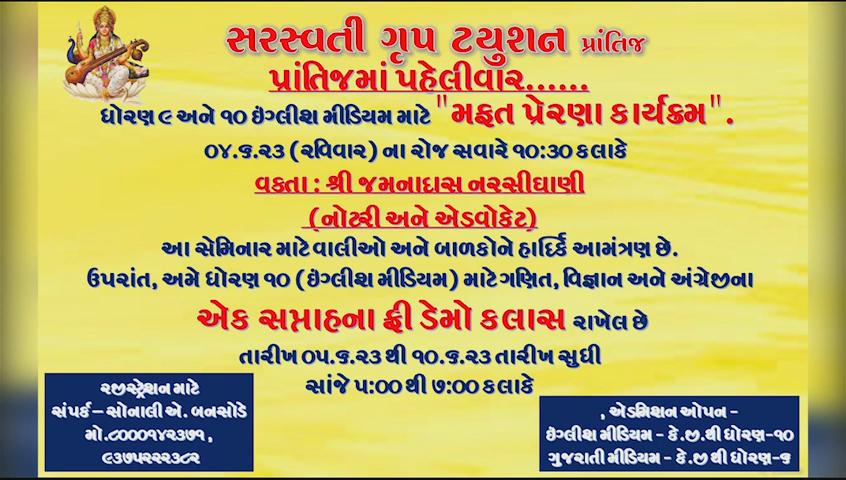 સરસ્વતી ગૃપ ટયુશન પ્રાંતિજ
પ્રાંતિજમાં પહેલીવાર......
ધોરણ ૯ અને ૧૦ ઇંગ્લીશ મીડિયમ માટે "મફત પ્રેરણા કાર્યક્રમ".
૦૪.૬.૨૩ (રવિવાર) ના રોજ સવારે ૧૦:૩૦ કલાકે
વકતા : શ્રી જમનાદાસ નરસીઘાણી
(નોટરી અને એડવોકેટ)
આ સેમિનાર માટે વાલીઓ અને બાળકોને હાદિર્ક આમંત્રણ છે.
ઉપરાંત, અમે ધોરણ ૧૦ (ઇંગ્લીશ મીડિયમ) માટે ગણિત, વિજ્ઞાન અને અંગ્રેજીના
એક સપ્તાહના ફ્રી ડેમો કલાસ રાખેલ છે
તારીખ ૦૫.૬.૨૩ થી ૧૦.૬.૨૩ તારીખ સુધી
સાંજે ૫:૦૦ થી ૭:૦૦ કલાકે
રજીસ્ટ્રેશન માટે
સંપર્ક – સોનાલી એ. બનસોડે
મો.૮૦૦૦૧૪૨૩૭૧ ,
૯૩૭૫૨૨૨૩૮૨
, એડમિશન ઓપન –
ઇંગ્લીશ મીડિયમ - કે.જી.થી ધોરણ-૧૦
ગુજરાતી મીડિયમ - કે.જી થી ધોરણ-૬